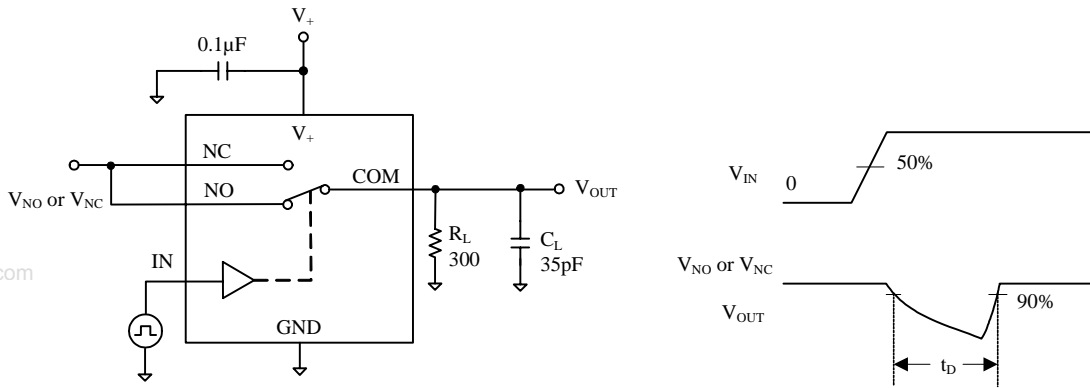 V+
0.1µF
V+
NC
NO
COM
VNO or VNC
VOUT
RL
300
CL
35pF
IN
GND
com
VIN
0
50%
VNO or VNC
VOUT
90%
tD